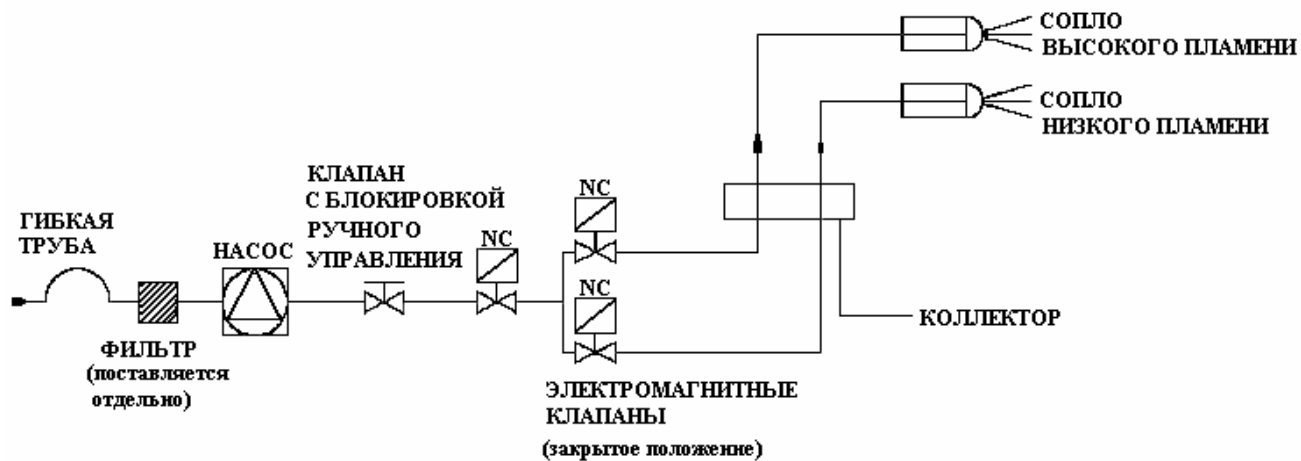 СОПЛО
ВЫСОКОГО ПЛАМЕНИ
СОПЛО
НИЗКОГО ПЛАМЕНИ
КЛАПАН
С БЛОКИРОВКОЙ
РУЧНОГО
УПРАВЛЕНИЯ
NC
NC
NC
ГИБКАЯ
ТРУБА
НАСОС
КОЛЛЕКТОР
ФИЛЬТР
(поставляется
отдельно)
ЭЛЕКТРОМАГНИТНЫЕ
КЛАПАНЫ
(закрытое положение)